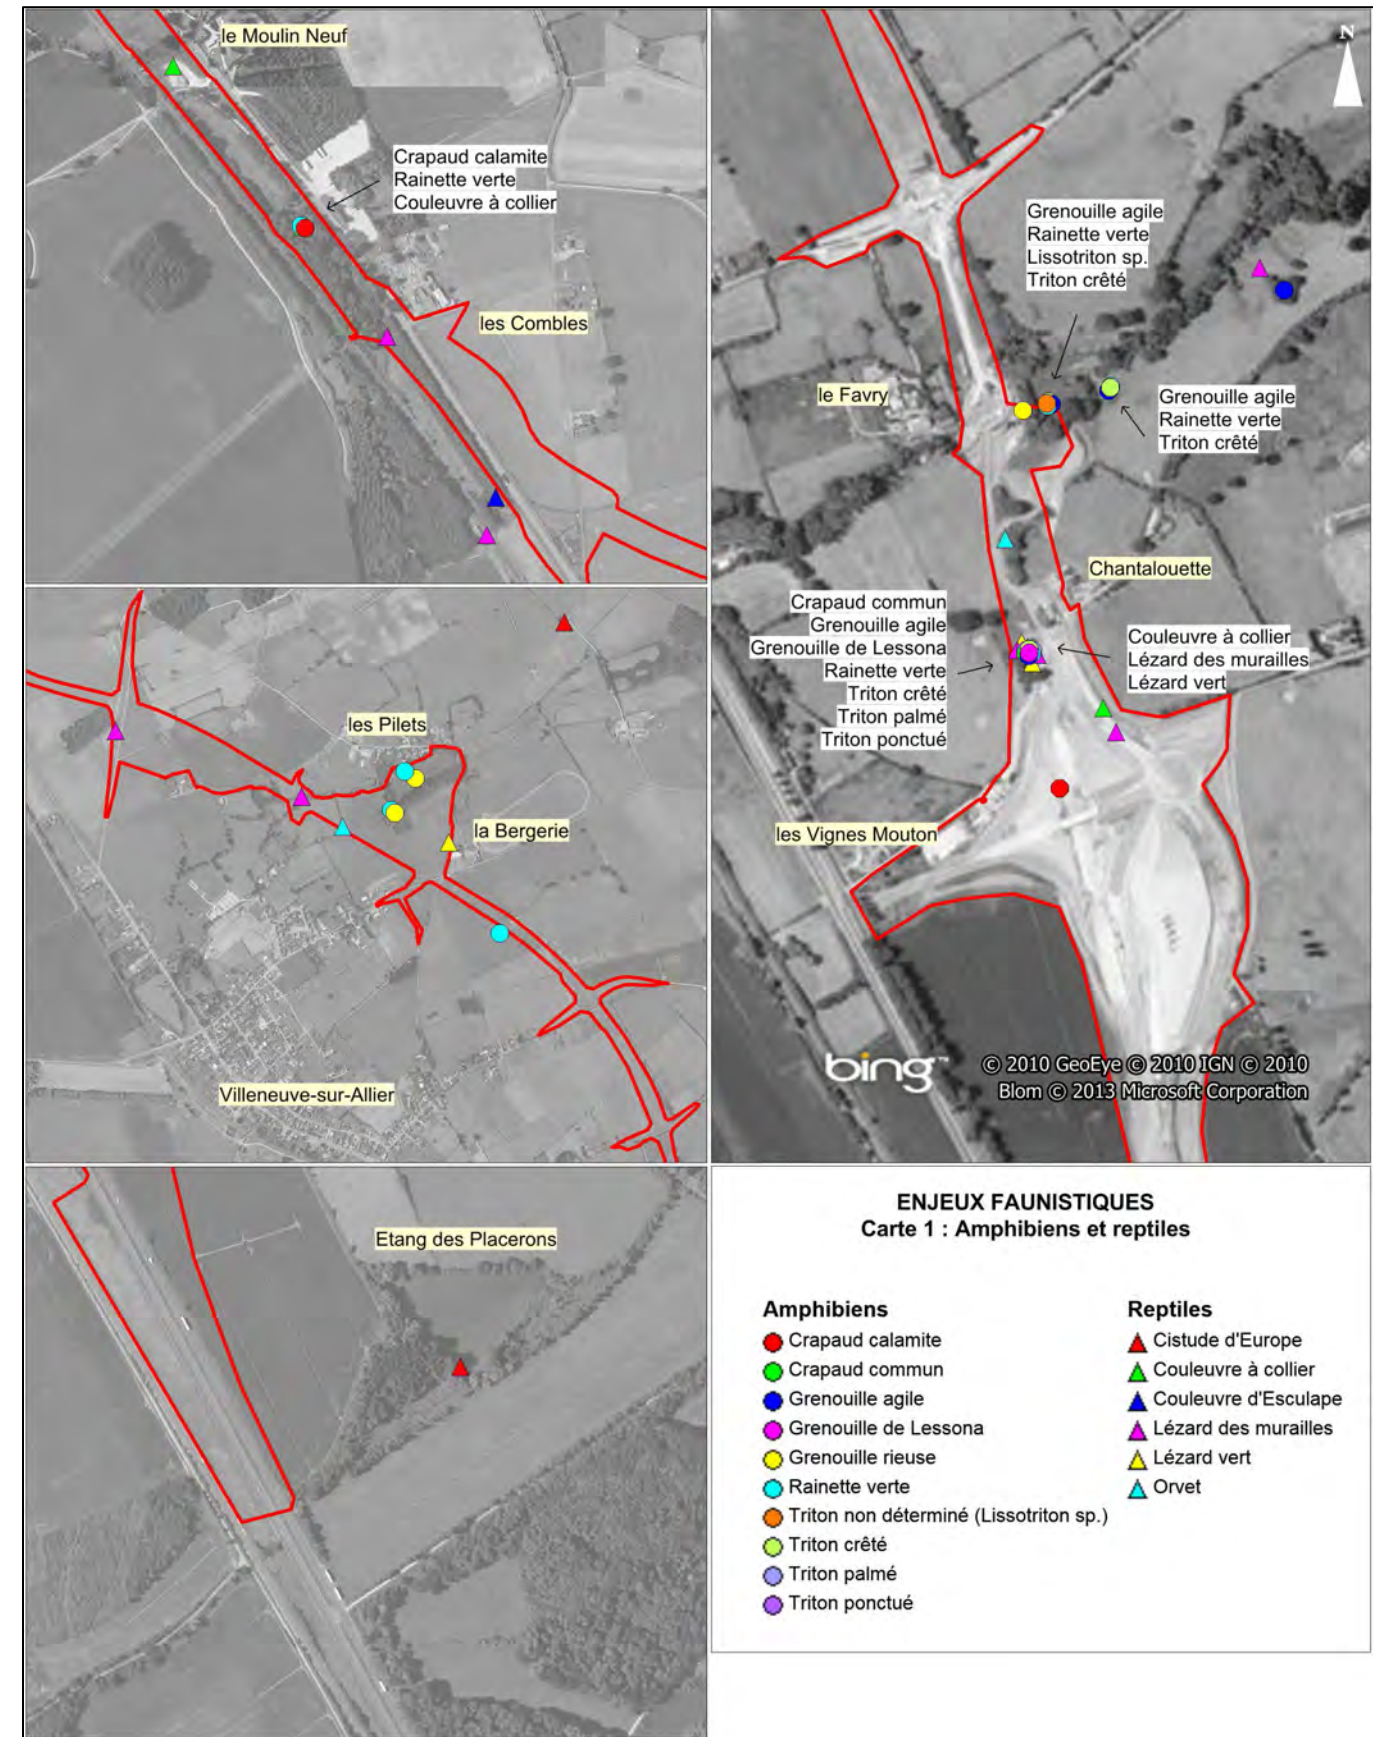 le Moulin Neuf
Crapaud calamite
Rainette verte
Couleuvre à collier
les Combles
N
Grenouille agile
Rainette verte
Lissotriton sp.
Triton crêté
le Favry
Grenouille agile
Rainette verte
Triton crêté
Chantalouette
Crapaud commun
Grenouille agile
Grenouille de Lessona
Rainette verte
Triton crêté
Triton palmé
Triton ponctué
Couleuvre à collier
Lézard des murailles
Lézard vert
les Vignes Mouton
bing™
© 2010 GeoEye © 2010 IGN © 2010
Blom © 2013 Microsoft Corporation
les Pilets
la Bergerie
Villeneuve-sur-Allier
Etang des Placerons
ENJEUX FAUNISTIQUES
Carte 1 : Amphibiens et reptiles
Amphibiens
Crapaud calamite
Crapaud commun
Grenouille agile
Grenouille de Lessona
Grenouille rieuse
Rainette verte
Triton non déterminé (Lissotriton sp.)
Triton crêté
Triton palmé
Triton ponctué
Reptiles
Cistude d'Europe
Couleuvre à collier
Couleuvre d'Esculape
Lézard des murailles
Lézard vert
Orvet